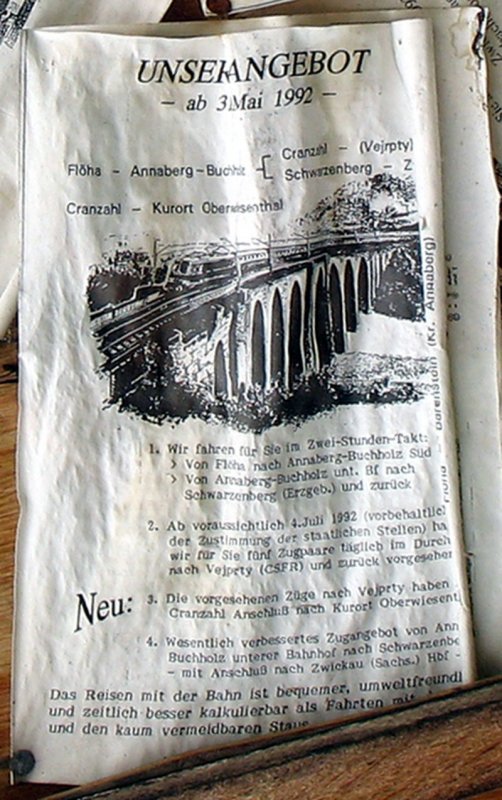 UNSER ANGEBOT
- ab 3.Mai 1992 -
Flöha - Annaberg-Buchholz
Cranzahl - (Vejrpty)
Schwarzenberg - Z
Cranzahl - Kurort Oberwiesenthal
1. Wir fahren für Sie im Zwei-Stunden-Takt:
> Von Flöha nach Annaberg-Buchholz Süd
> Von Annaberg-Buchholz unt. Bf nach
Schwarzenberg (Erzgeb.) und zurück
2. Ab voraussichtlich 4.Juli 1992 (vorbehaltlic
der Zustimmung der staatlichen Stellen) ha
wir für Sie fünf Zugpaare täglich im Durch
nach Vejprty (CSFR) und zurück vorgesehen
Neu:
3. Die vorgesehenen Züge nach Vejprty haben
Cranzahl Anschluß nach Kurort Oberwiesent
4. Wesentlich verbessertes Zugangebot von Ann
Buchholz unterer Bahnhof nach Schwarzenbe
- mit Anschluß nach Zwickau (Sachs.) Hbf -
Das Reisen mit der Bahn ist bequemer, umweltfreundl
und zeitlich besser kalkulierbar als Fahrten mit
und den kaum vermeidbaren Staus
Bärenstein (Kr. Annaberg)